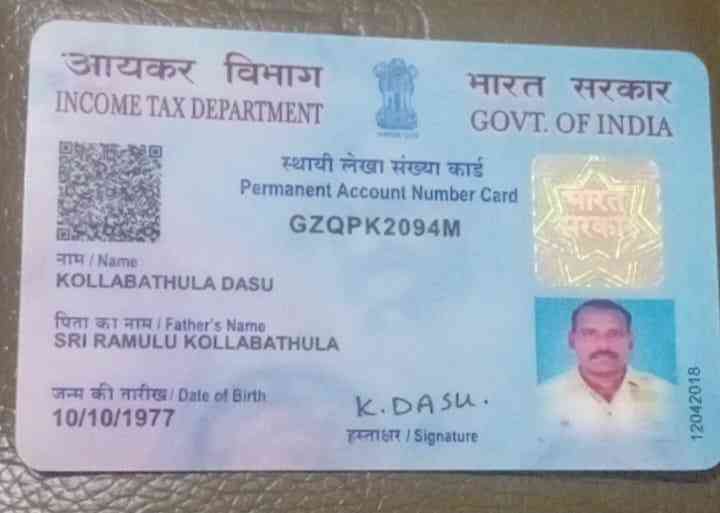 आयकर विभाग
INCOME TAX DEPARTMENT
भारत सरकार
GOVT. OF INDIA
स्थायी लेखा संख्या कार्ड
Permanent Account Number Card
GZQPK2094M
भारत
सरकार
नाम / Name
KOLLABATHULA DASU
पिता का नाम / Father's Name
SRI RAMULU KOLLABATHULA
जन्म की तारीख / Date of Birth
10/10/1977
K. DASU.
हस्ताक्षर / Signature
12042018